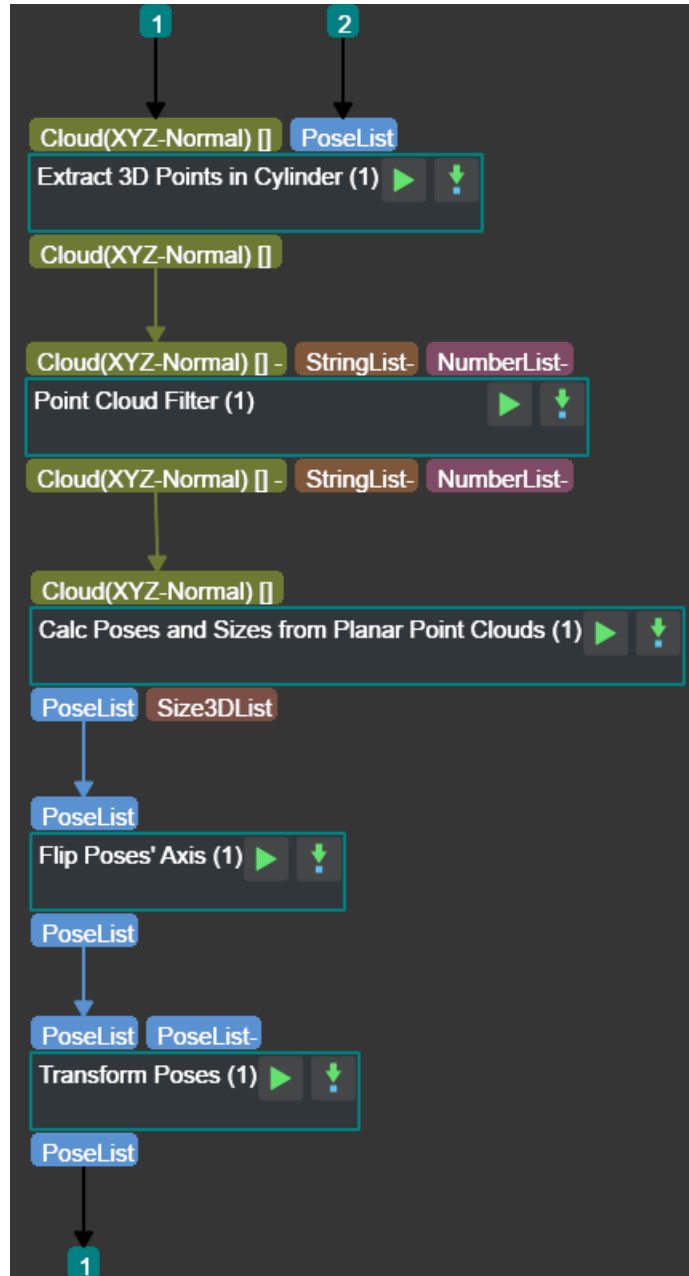 1 2
Cloud(XYZ-Normal) [] PoseList
Extract 3D Points in Cylinder (1)
Cloud(XYZ-Normal) []
Cloud(XYZ-Normal) [] - StringList- NumberList-
Point Cloud Filter (1)
Cloud(XYZ-Normal) [] - StringList- NumberList-
Cloud(XYZ-Normal) []
Calc Poses and Sizes from Planar Point Clouds (1)
PoseList Size3DList
PoseList
Flip Poses' Axis (1)
PoseList
PoseList PoseList-
Transform Poses (1)
PoseList
1